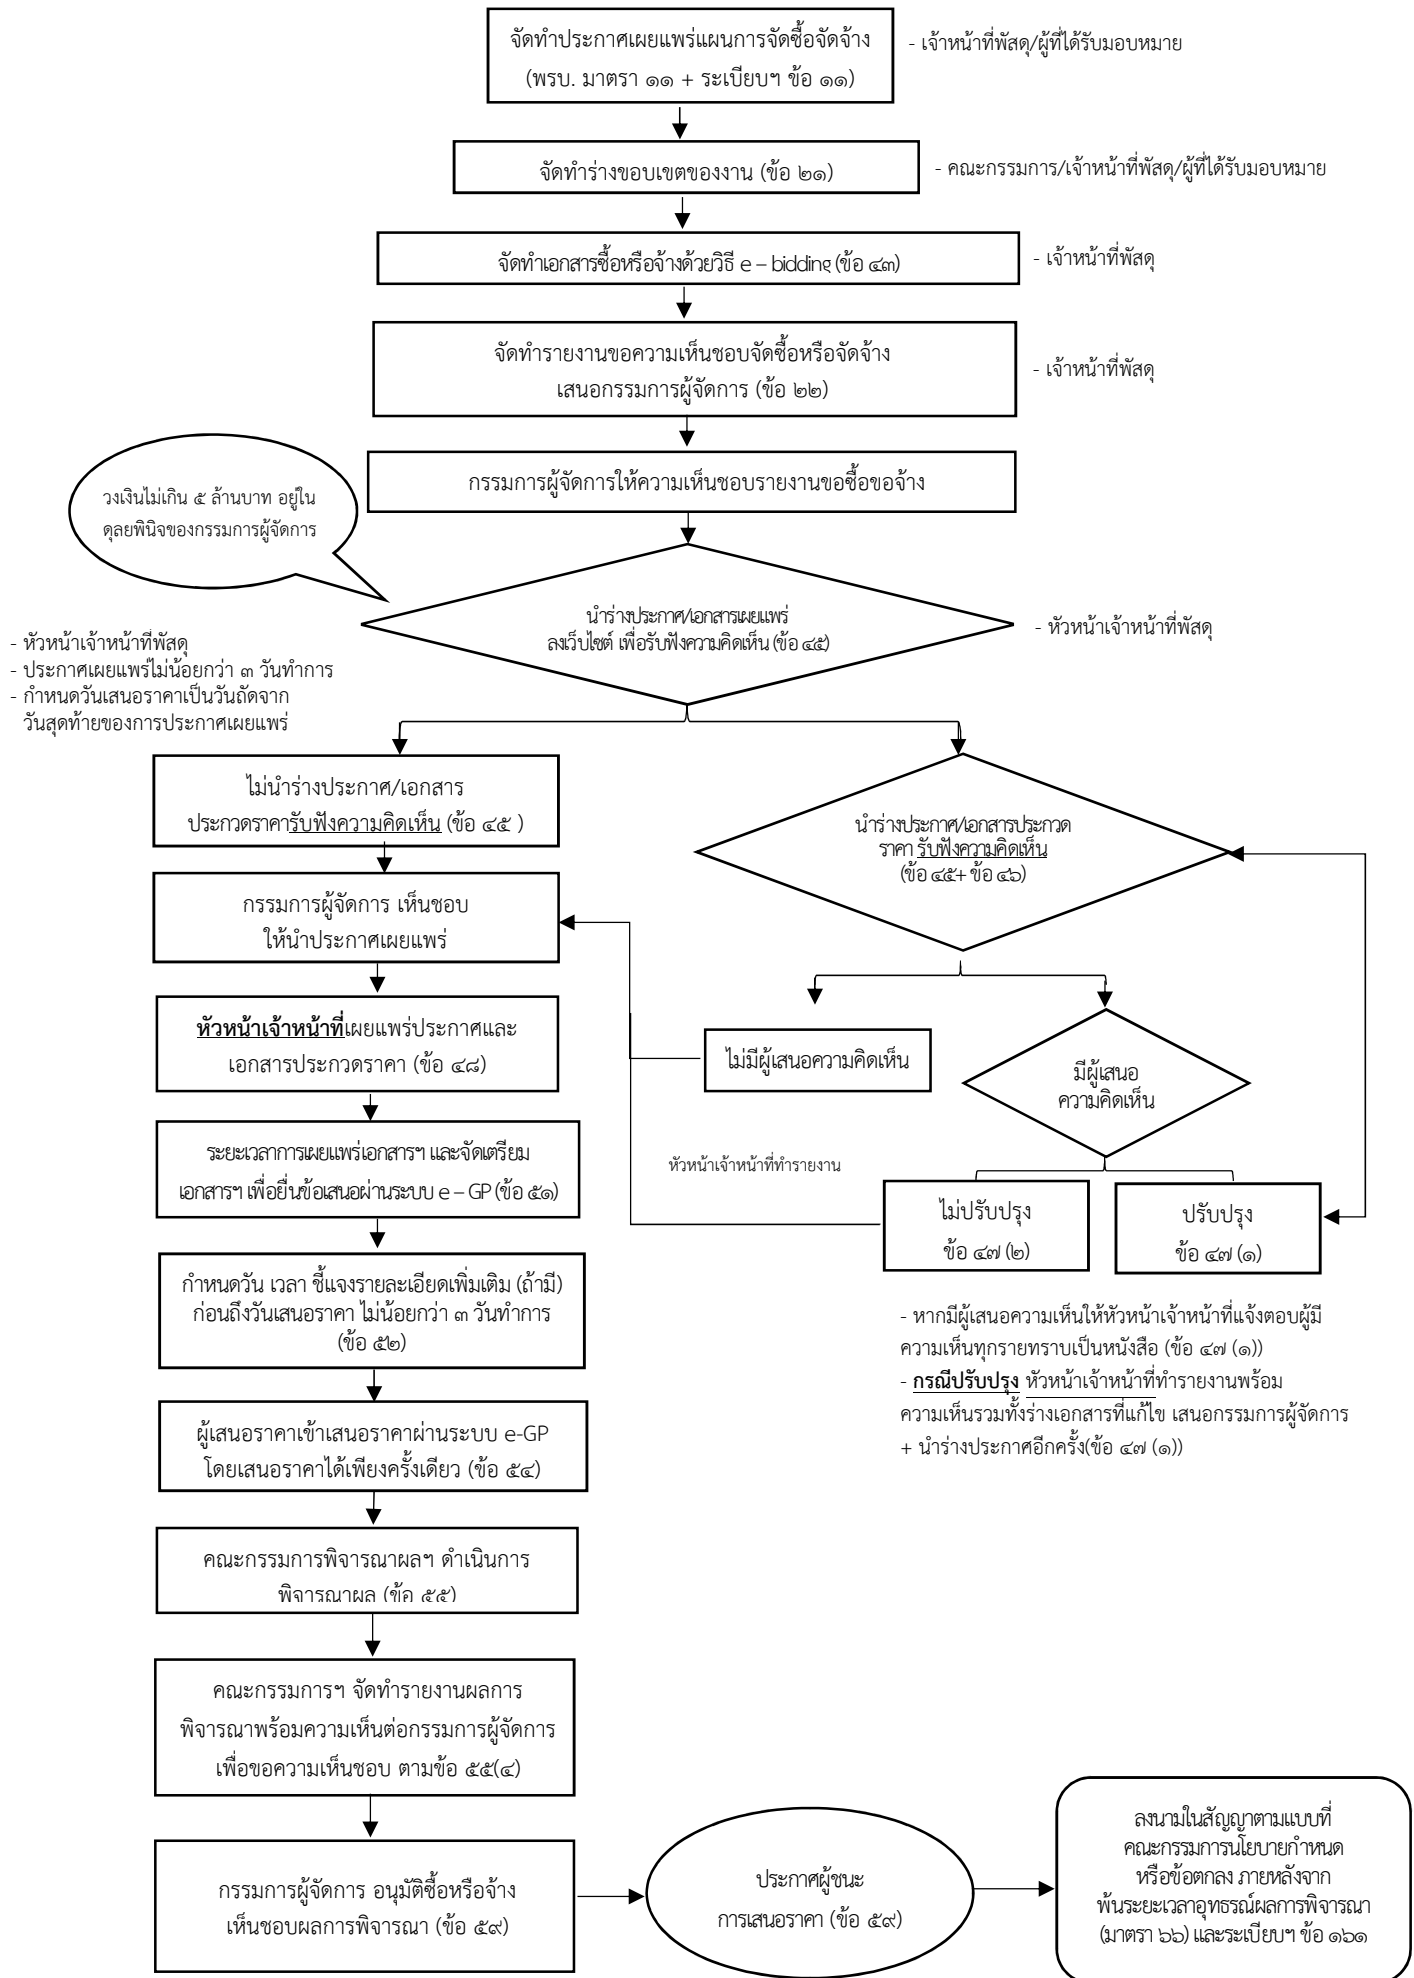 จัดทำประกาศเผยแพร่แผนการจัดซื้อจัดจ้าง
(พรบ. มาตรา ๑๑ + ระเบียบฯ ข้อ ๑๑)
- เจ้าหน้าที่พัสดุ/ผู้ที่ได้รับมอบหมาย
จัดทำร่างขอบเขตของงาน (ข้อ ๒๑)
- คณะกรรมการ/เจ้าหน้าที่พัสดุ/ผู้ที่ได้รับมอบหมาย
จัดทำเอกสารซื้อหรือจ้างด้วยวิธี e – bidding (ข้อ ๔๓)
- เจ้าหน้าที่พัสดุ
จัดทำรายงานขอความเห็นชอบจัดซื้อหรือจัดจ้าง
เสนอกรรมการผู้จัดการ (ข้อ ๒๒)
- เจ้าหน้าที่พัสดุ
กรรมการผู้จัดการให้ความเห็นชอบรายงานขอซื้อขอจ้าง
วงเงินไม่เกิน ๕ ล้านบาท อยู่ใน
ดุลยพินิจของกรรมการผู้จัดการ
นำร่างประกาศ/เอกสารเผยแพร่
ลงเว็บไซต์ เพื่อรับฟังความคิดเห็น (ข้อ ๔๕)
- หัวหน้าเจ้าหน้าที่พัสดุ
- หัวหน้าเจ้าหน้าที่พัสดุ
- ประกาศเผยแพร่ไม่น้อยกว่า ๓ วันทำการ
- กำหนดวันเสนอราคาเป็นวันถัดจาก
วันสุดท้ายของการประกาศเผยแพร่
ไม่นำร่างประกาศ/เอกสาร
ประกวดราคารับฟังความคิดเห็น (ข้อ ๔๕ )
นำร่างประกาศ/เอกสารประกวด
ราคา รับฟังความคิดเห็น
(ข้อ ๔๕+ ข้อ ๔๖)
กรรมการผู้จัดการ เห็นชอบ
ให้นำประกาศเผยแพร่
หัวหน้าเจ้าหน้าที่เผยแพร่ประกาศและ
เอกสารประกวดราคา (ข้อ ๔๘)
ไม่มีผู้เสนอความคิดเห็น
มีผู้เสนอ
ความคิดเห็น
ระยะเวลาการเผยแพร่เอกสารฯ และจัดเตรียม
เอกสารฯ เพื่อยื่นข้อเสนอผ่านระบบ e – GP (ข้อ ๕๑)
หัวหน้าเจ้าหน้าที่ทำรายงาน
ไม่ปรับปรุง
ข้อ ๔๗ (๒)
ปรับปรุง
ข้อ ๔๗ (๑)
กำหนดวัน เวลา ชี้แจงรายละเอียดเพิ่มเติม (ถ้ามี)
ก่อนถึงวันเสนอราคา ไม่น้อยกว่า ๓ วันทำการ
(ข้อ ๕๒)
- หากมีผู้เสนอความเห็นให้หัวหน้าเจ้าหน้าที่แจ้งตอบผู้มี
ความเห็นทุกรายทราบเป็นหนังสือ (ข้อ ๔๗ (๑))
- กรณีปรับปรุง หัวหน้าเจ้าหน้าที่ทำรายงานพร้อม
ความเห็นรวมทั้งร่างเอกสารที่แก้ไข เสนอกรรมการผู้จัดการ
+ นำร่างประกาศอีกครั้ง(ข้อ ๔๗ (๑))
ผู้เสนอราคาเข้าเสนอราคาผ่านระบบ e-GP
โดยเสนอราคาได้เพียงครั้งเดียว (ข้อ ๕๔)
คณะกรรมการพิจารณาผลฯ ดำเนินการ
พิจารณาผล (ข้อ ๕๕)
คณะกรรมการฯ จัดทำรายงานผลการ
พิจารณาพร้อมความเห็นต่อกรรมการผู้จัดการ
เพื่อขอความเห็นชอบ ตามข้อ ๕๕(๔)
กรรมการผู้จัดการ อนุมัติซื้อหรือจ้าง
เห็นชอบผลการพิจารณา (ข้อ ๕๙)
ประกาศผู้ชนะ
การเสนอราคา (ข้อ ๕๙)
ลงนามในสัญญาตามแบบที่
คณะกรรมการนโยบายกำหนด
หรือข้อตกลง ภายหลังจาก
พ้นระยะเวลาอุทธรณ์ผลการพิจารณา
(มาตรา ๖๖) และระเบียบฯ ข้อ ๑๖๑